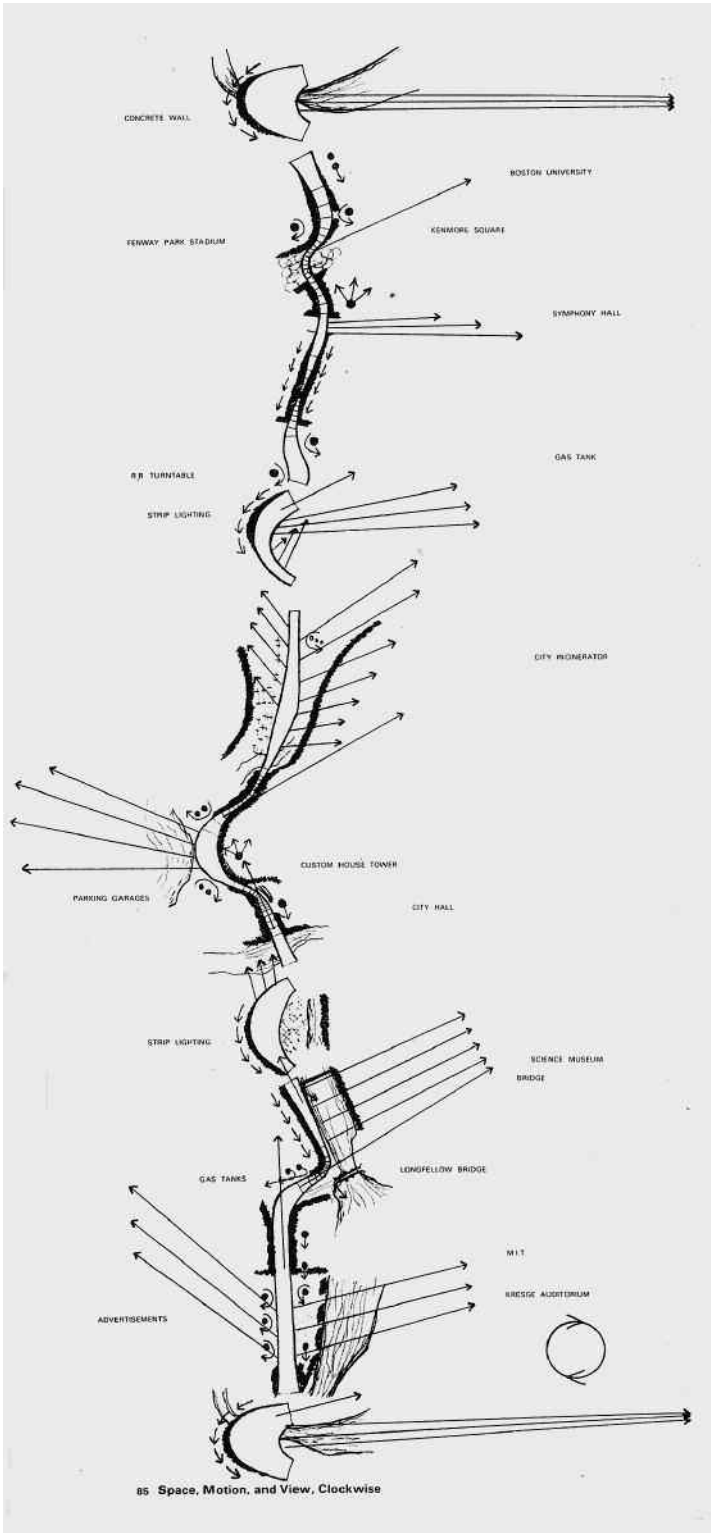 CONCRETE WALL
BOSTON UNIVERSITY
KENMORE SQUARE
FENWAY PARK STADIUM
SYMPHONY HALL
GAS TANK
TURNTABLE
STRIP LIGHTING
CITY INCINERATOR
CUSTOM HOUSE TOWER
PARKING GARAGES
CITY HALL
STRIP LIGHTING
SCIENCE MUSEUM
BRIDGE
LONGFELLOW BRIDGE
GAS TANKS
M.I.T
KRESGE AUDITORIUM
ADVERTISEMENTS
85 Space, Motion, and View, Clockwise